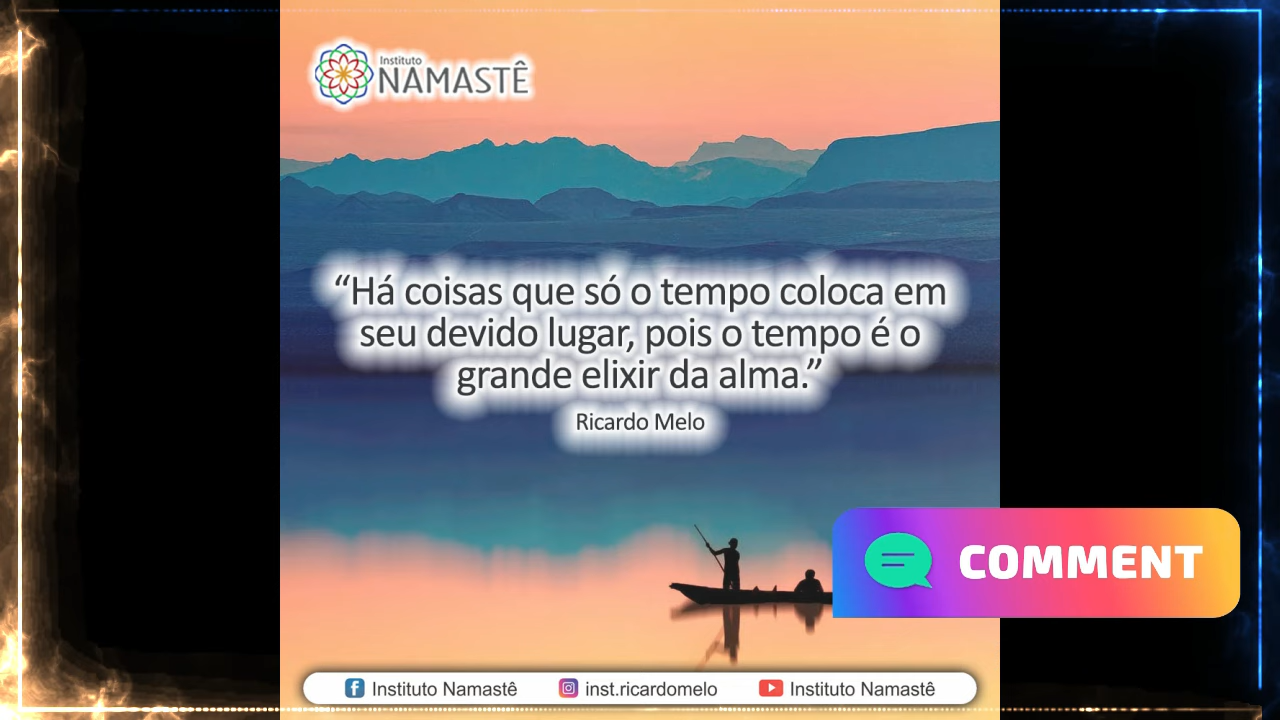 Instituto
NAMASTÊ
“Há coisas que só o tempo coloca em
seu devido lugar, pois o tempo é o
grande elixir da alma.”
Ricardo Melo
COMMENT
Instituto Namastê inst.ricardomelo Instituto Namastê